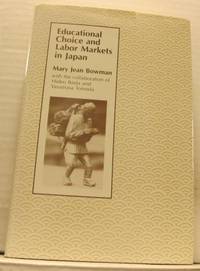 Educational
Choice and
Labor Markets
in Japan
Mary Jean Bowman
with the collaboration of
Hideo Ikeda and
Yasumasa Tomoda